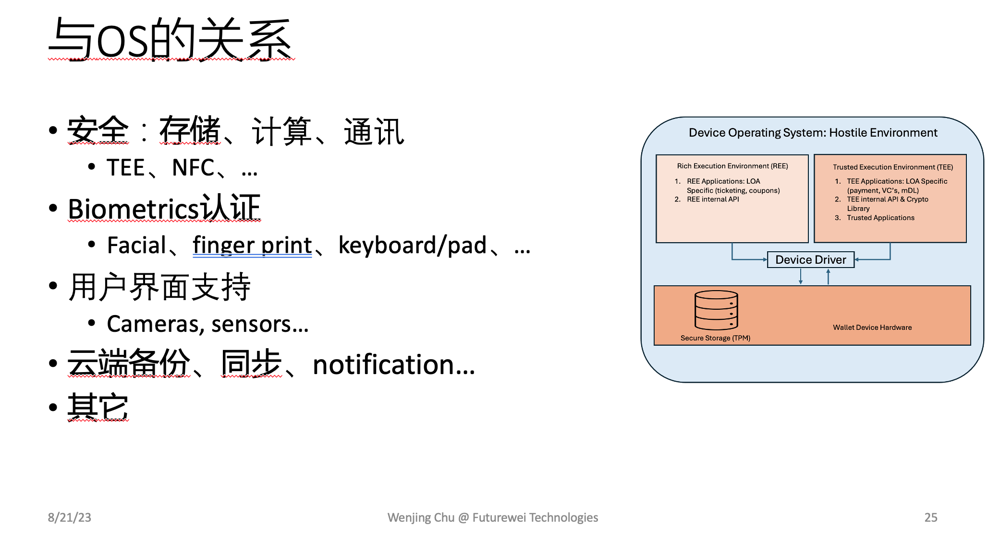 与OS的关系
• 安全：存储、计算、通讯
• TEE、NFC、…
• Biometrics认证
• Facial、finger print、keyboard/pad、…
• 用户界面支持
• Cameras, sensors…
• 云端备份、同步、notification…
• 其它
Device Operating System: Hostile Environment
Rich Execution Environment (REE)
1. REE Applications: LOA
Specific (ticketing, coupons)
2. REE internal API
Trusted Execution Environment (TEE)
1. TEE Applications: LOA Specific
(payment, VC's, mDL)
2. TEE internal API & Crypto
Library
3. Trusted Applications
Device Driver
Secure Storage (TPM)
Wallet Device Hardware
8/21/23
Wenjing Chu @ Futurewei Technologies
25